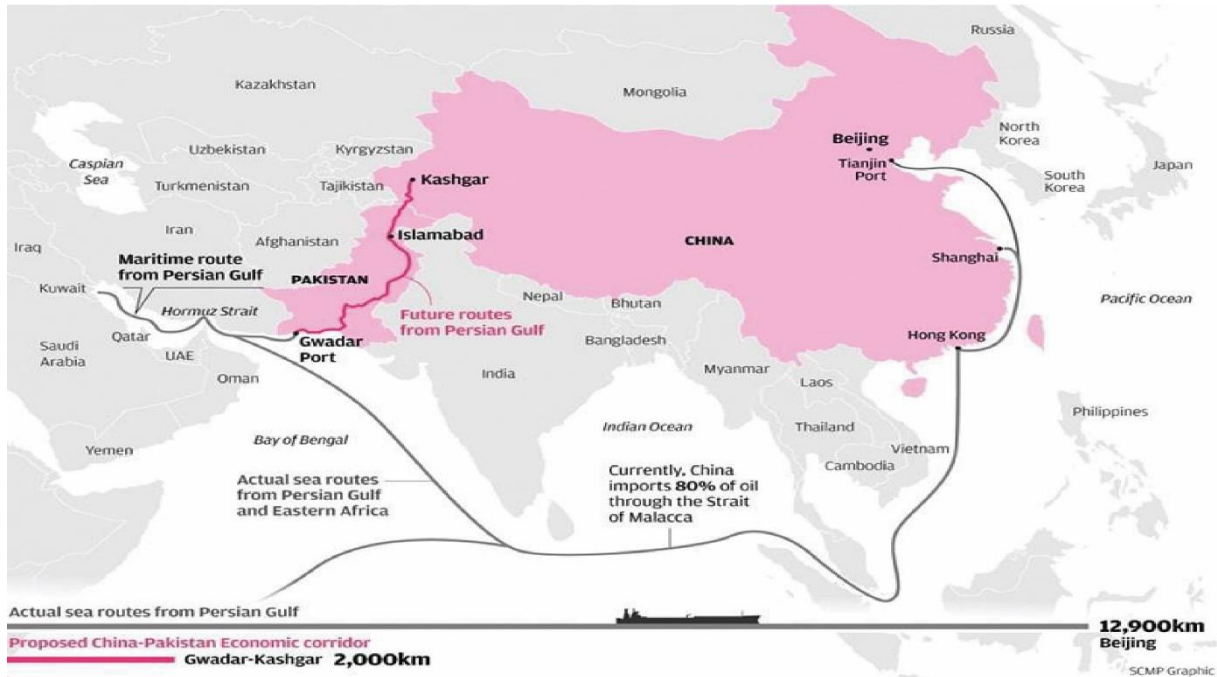 Russia
Kazakhstan
Mongolia
Beijing
North
Korea
Uzbekistan
Kyrgyzstan
Caspian
Sea
Tianjin
Port
Japan
Turkmenistan
Tajikistan
Kashgar
South
Korea
Iran
Afghanistan
Islamabad
CHINA
Iraq
Shanghai
Maritime route
from Persian Gulf
PAKISTAN
Kuwait
Nepal
Bhutan
Pacific Ocean
Hormuz Strait
Future routes
from Persian Gulf
Qatar
Gwadar
Port
Bangladesh
Hong Kong
Saudi
Arabia
UAE
Oman
India
Myanmar
Laos
Philippines
Yemen
Bay of Bengal
Indian Ocean
Thailand
Vietnam
Cambodia
Actual sea routes
from Persian Gulf
and Eastern Africa
Currently, China
imports 80% of oil
through the Strait
of Malacca
Actual sea routes from Persian Gulf
12,900km
Beijing
Proposed China-Pakistan Economic corridor
Gwadar-Kashgar 2,000km
SCMP Graphic